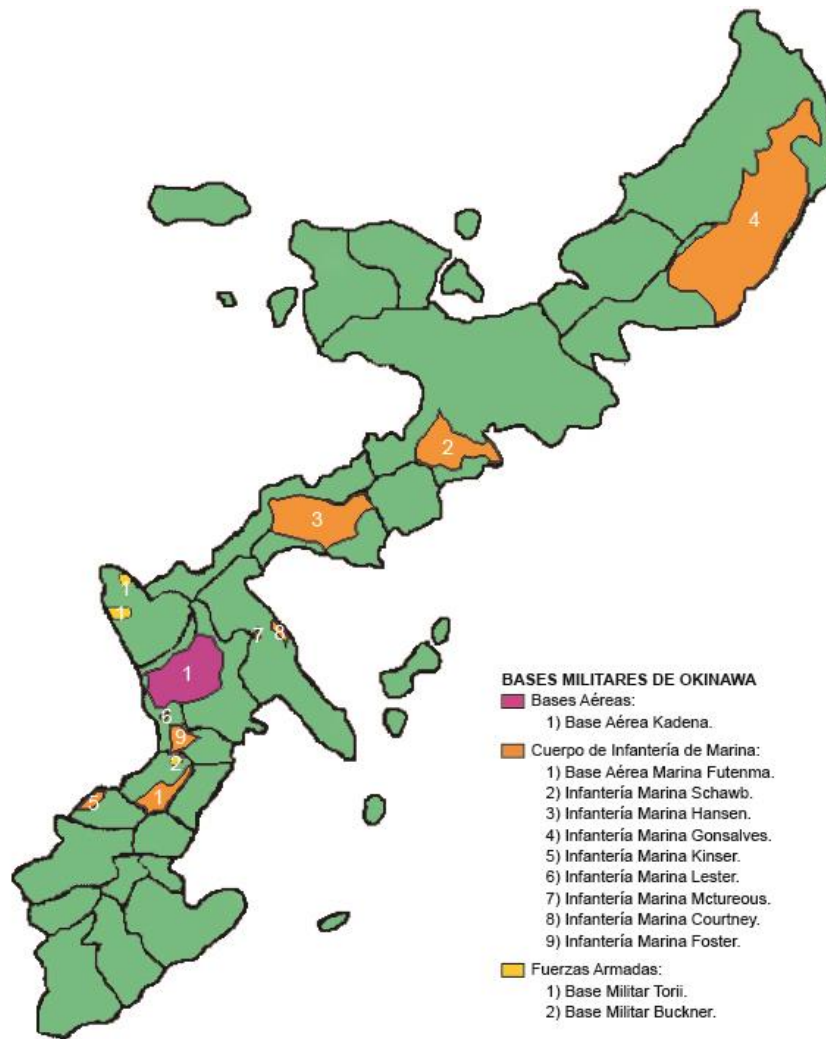 4
2
3
1
1
7
8
1
6
9
2
5
1
BASES MILITARES DE OKINAWA
Bases Aéreas:
1) Base Aérea Kadena.
Cuerpo de Infantería de Marina:
1) Base Aérea Marina Futenma.
2) Infantería Marina Schawb.
3) Infantería Marina Hansen.
4) Infantería Marina Gonsalves.
5) Infantería Marina Kinser.
6) Infantería Marina Lester.
7) Infantería Marina Mctureous.
8) Infantería Marina Courtney.
9) Infantería Marina Foster.
Fuerzas Armadas:
1) Base Militar Torii.
2) Base Militar Buckner.